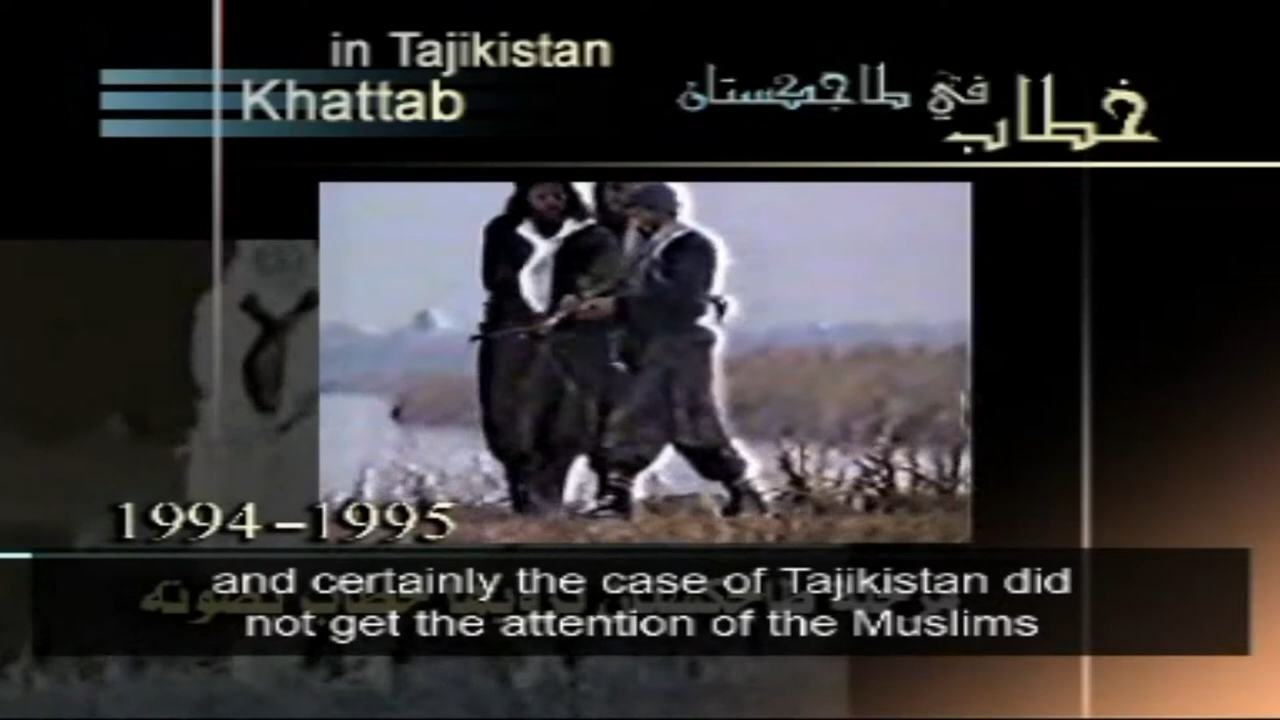 in Tajikistan
Khattab
خطاب في طاجكستان
1994-1995
and certainly the case of Tajikistan did
not get the attention of the Muslims